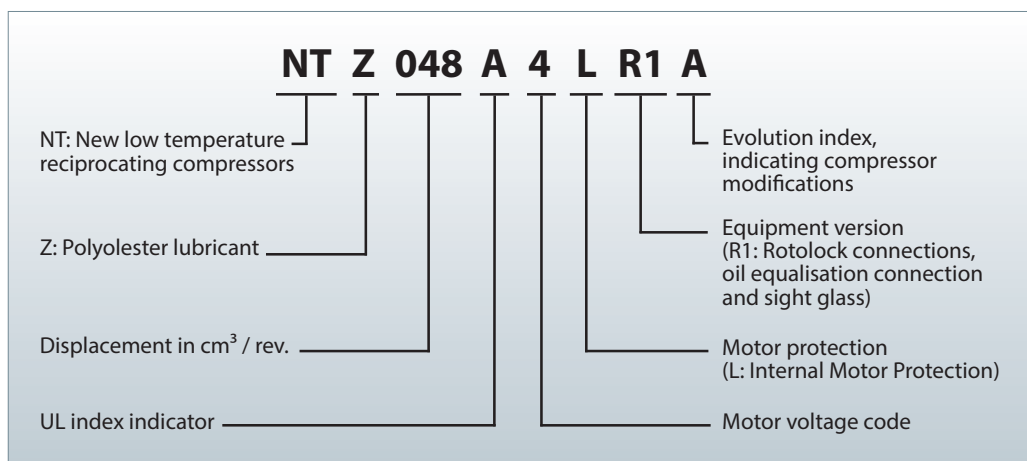 NT Z 048 A 4 L R1 A
NT: New low temperature
reciprocating compressors
Z: Polyolester lubricant
Displacement in cm³ / rev.
UL index indicator
Evolution index,
indicating compressor
modifications
Equipment version
(R1: Rotolock connections,
oil equalisation connection
and sight glass)
Motor protection
(L: Internal Motor Protection)
Motor voltage code